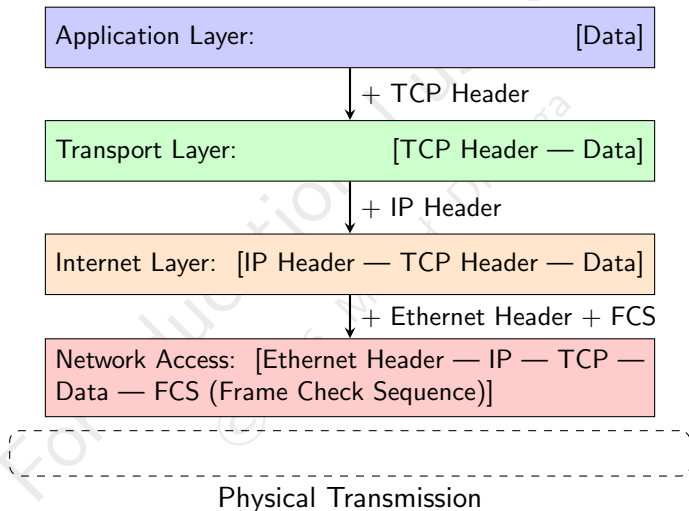 Application Layer: [Data]
+ TCP Header
Transport Layer: [TCP Header — Data]
+ IP Header
Internet Layer: [IP Header — TCP Header — Data]
+ Ethernet Header + FCS
Network Access: [Ethernet Header — IP — TCP —
Data — FCS (Frame Check Sequence)]
Physical Transmission